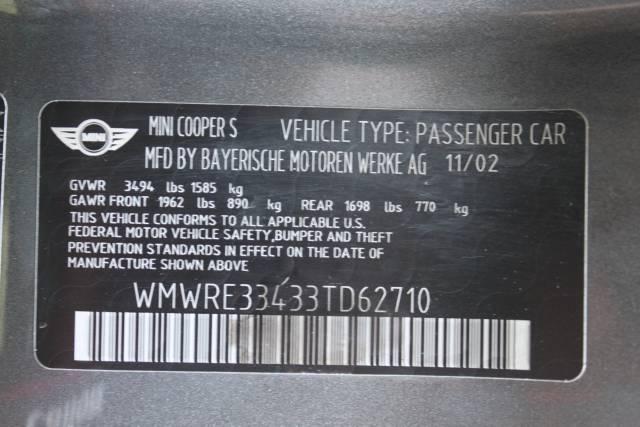 MINI
MINI COOPER S VEHICLE TYPE: PASSENGER CAR
MFD BY BAYERISCHE MOTOREN WERKE AG 11/02
GVWR 3494 lbs 1585 kg
GAWR FRONT 1962 lbs 890 kg REAR 1698 lbs 770 kg
THIS VEHICLE CONFORMS TO ALL APPLICABLE U.S.
FEDERAL MOTOR VEHICLE SAFETY,BUMPER AND THEFT
PREVENTION STANDARDS IN EFFECT ON THE DATE OF
MANUFACTURE SHOWN ABOVE
WMWRE33433TD62710